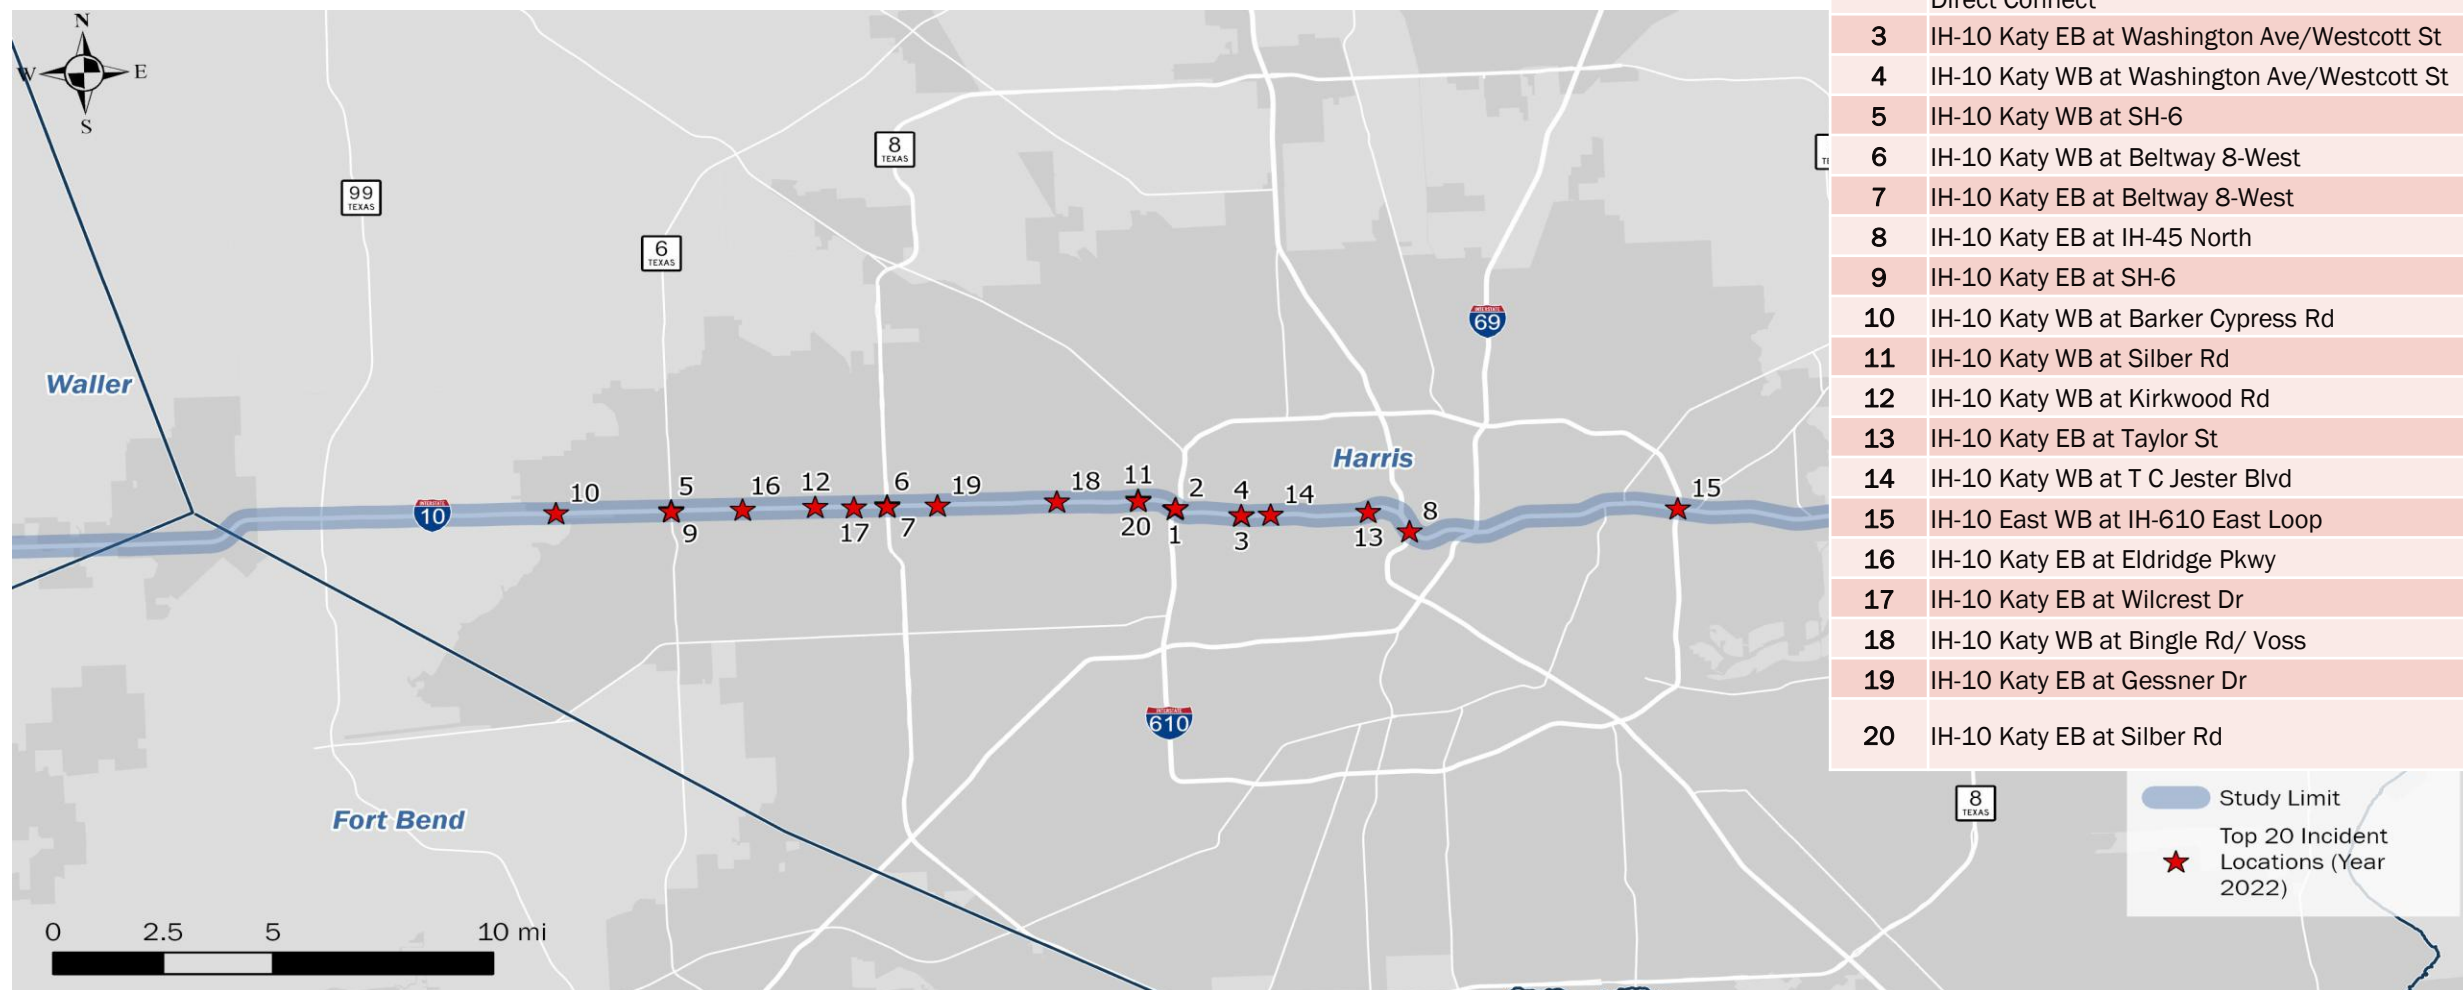 N
W
E
S
99
TEXAS
6
TEXAS
8
TEXAS
INTERSTATE
69
Waller
Harris
INTERSTATE
10
10
5
9
16
12
17
6
7
19
18
11
20
2
1
4
3
14
13
8
15
INTERSTATE
610
Fort Bend
0 2.5 5 10 mi
Direct Connect
3 IH-10 Katy EB at Washington Ave/Westcott St
4 IH-10 Katy WB at Washington Ave/Westcott St
5 IH-10 Katy WB at SH-6
6 IH-10 Katy WB at Beltway 8-West
7 IH-10 Katy EB at Beltway 8-West
8 IH-10 Katy EB at IH-45 North
9 IH-10 Katy EB at SH-6
10 IH-10 Katy WB at Barker Cypress Rd
11 IH-10 Katy WB at Silber Rd
12 IH-10 Katy WB at Kirkwood Rd
13 IH-10 Katy EB at Taylor St
14 IH-10 Katy WB at T C Jester Blvd
15 IH-10 East WB at IH-610 East Loop
16 IH-10 Katy EB at Eldridge Pkwy
17 IH-10 Katy EB at Wilcrest Dr
18 IH-10 Katy WB at Bingle Rd/ Voss
19 IH-10 Katy EB at Gessner Dr
20 IH-10 Katy EB at Silber Rd
8
TEXAS
Study Limit
Top 20 Incident
Locations (Year
2022)